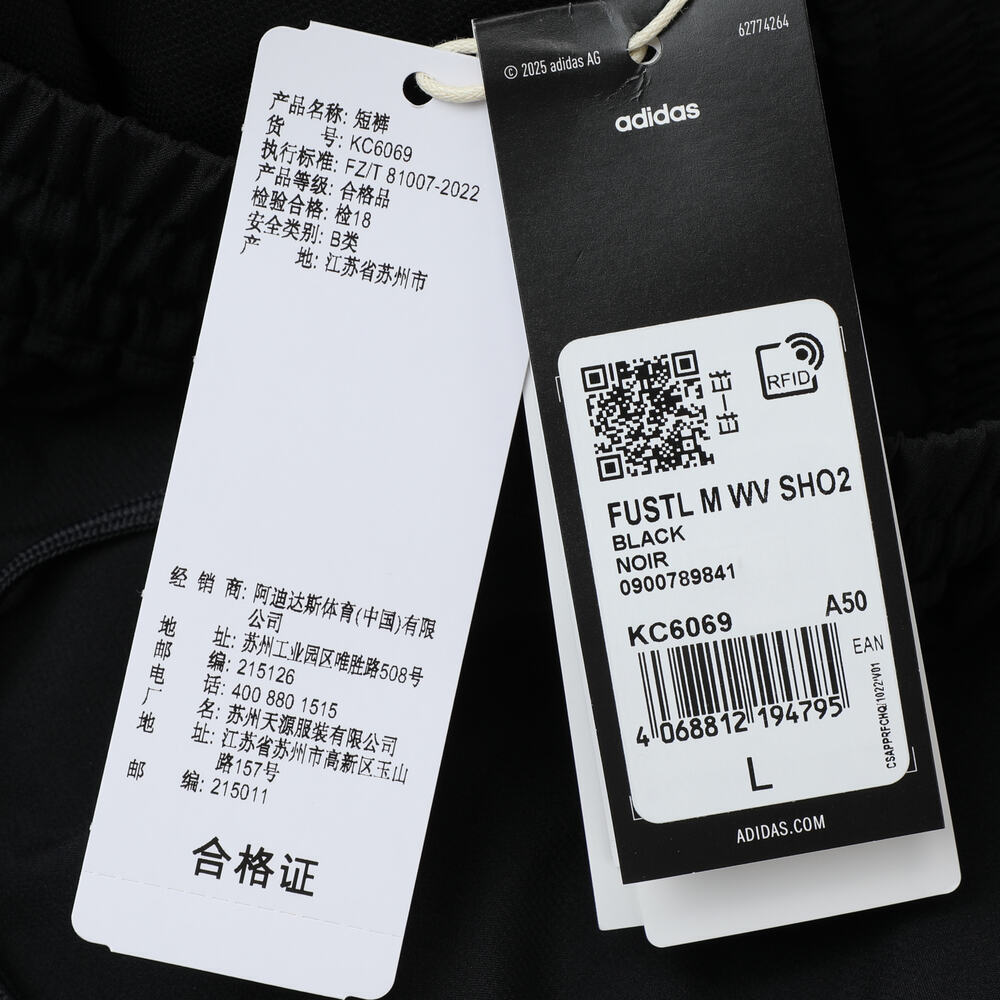 产品名称: 短裤
货 号: KC6069
执行标准: FZ/T 81007-2022
产品等级: 合格品
检验合格: 检18
安全类别: B类
产 地: 江苏省苏州市
经 销 商: 阿迪达斯体育(中国)有限
公司
地 址: 苏州工业园区唯胜路508号
邮 编: 215126
电 话: 400 880 1515
厂 名: 苏州天源服装有限公司
地 址: 江苏省苏州市高新区玉山
路157号
邮 编: 215011
合格证
© 2025 adidas AG
62774264
adidas
扫一扫
RFID
FUSTL M WV SHO2
BLACK
NOIR
0900789841
KC6069
A50
EAN
4 068812 194795
CSAPPRFCHQ/1022/V01
L
ADIDAS.COM